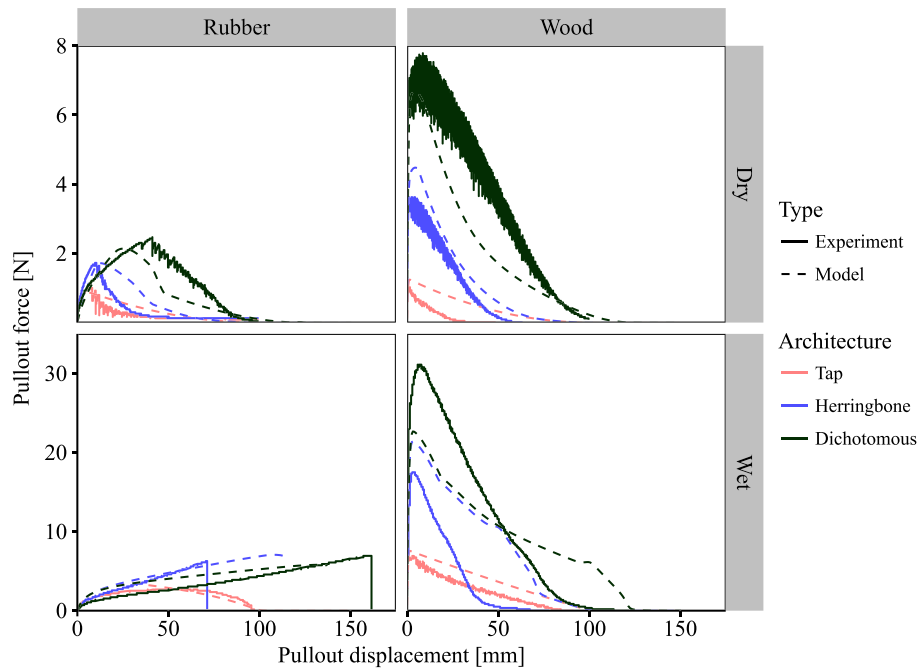 Rubber
Wood
Pullout force [N]
8
6
4
2
Dry
30
20
10
0
Wet
0
50
100
150
0
50
100
150
Pullout displacement [mm]
Type
Experiment
Model
Architecture
Tap
Herringbone
Dichotomous